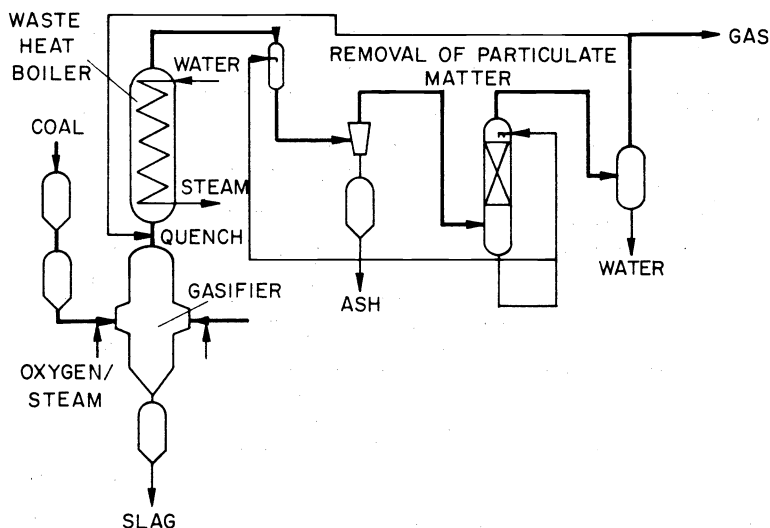 WASTE
HEAT
BOILER
GAS
REMOVAL OF PARTICULATE
MATTER
WATER
COAL
STEAM
QUENCH
WATER
GASIFIER
ASH
OXYGEN/
STEAM
SLAG